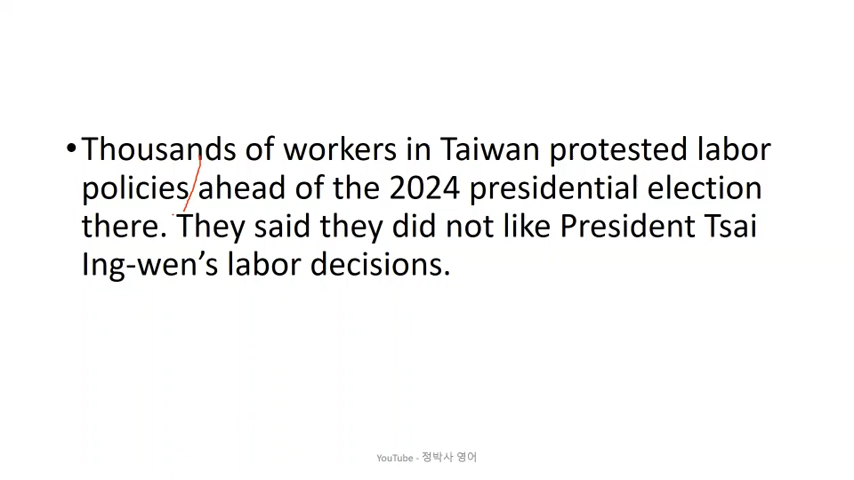 •Thousands of workers in Taiwan protested labor
policies ahead of the 2024 presidential election
there. They said they did not like President Tsai
Ing-wen’s labor decisions.
YouTube - 정박사 영어